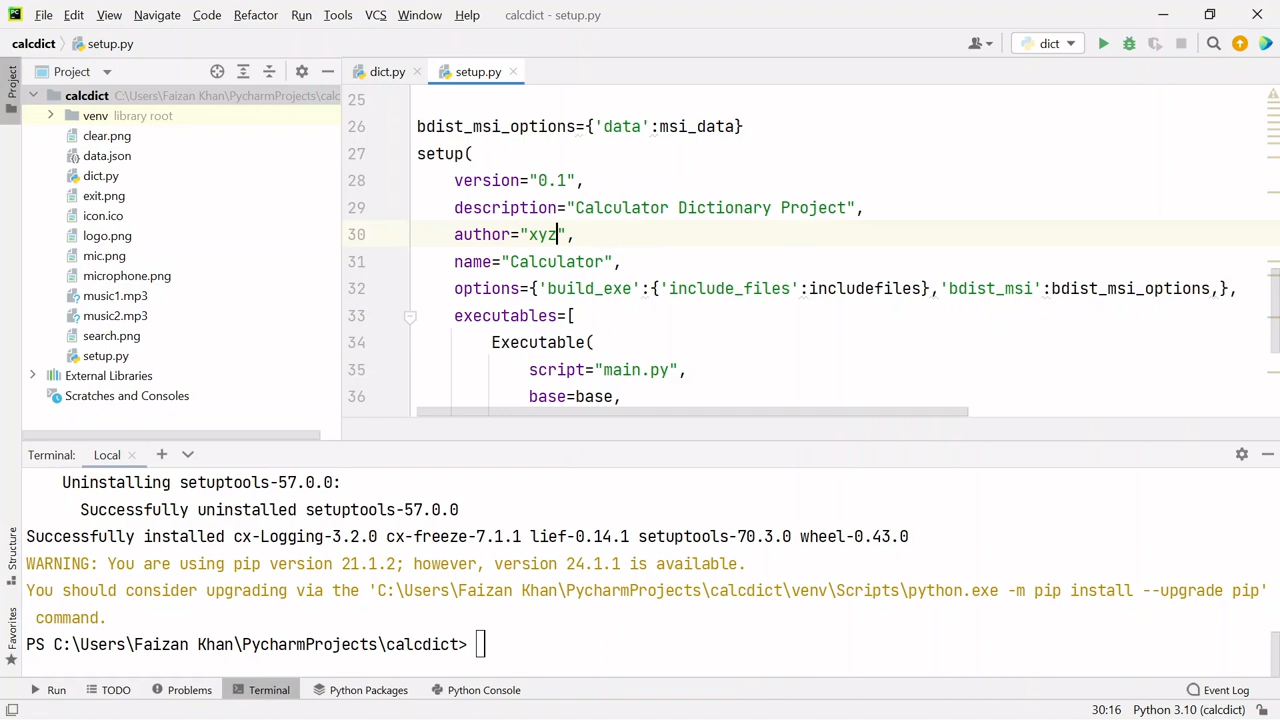 PC File Edit View Navigate Code Refactor Run Tools VCS Window Help calcdict - setup.py
calcdict setup.py dict
Project
Project
dict.py setup.py
calcdict C:\Users\Faizan Khan\PycharmProjects\calc
venv library root
clear.png
data.json
dict.py
exit.png
icon.ico
logo.png
mic.png
microphone.png
music1.mp3
music2.mp3
search.png
setup.py
External Libraries
Scratches and Consoles
25
26 bdist_msi_options={'data':msi_data}
27 setup(
28 version="0.1",
29 description="Calculator Dictionary Project",
30 author="xyz",
31 name="Calculator",
32 options={'build_exe':{'include_files':includefiles},'bdist_msi':bdist_msi_options,},
33 executables=[
34 Executable(
35 script="main.py",
36 base=base,
Terminal: Local
Uninstalling setuptools-57.0.0:
Successfully uninstalled setuptools-57.0.0
Successfully installed cx-Logging-3.2.0 cx-freeze-7.1.1 lief-0.14.1 setuptools-70.3.0 wheel-0.43.0
WARNING: You are using pip version 21.1.2; however, version 24.1.1 is available.
You should consider upgrading via the 'C:\Users\Faizan Khan\PycharmProjects\calcdict\venv\Scripts\python.exe -m pip install --upgrade pip'
command.
PS C:\Users\Faizan Khan\PycharmProjects\calcdict>
Structure
Favorites
Run TODO Problems Terminal Python Packages Python Console Event Log
30:16 Python 3.10 (calcdict)